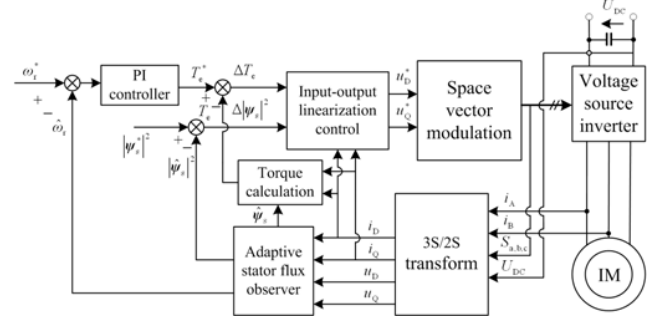 U_DC
ω_r^*
+
−
ω̂_r
PI
controller
T_e^*
ΔT_e
+
−
T_e
Δ|ψ_s|²
|ψ_s^*|²
+
−
|ψ̂_s|²
Input-output
linearization
control
u_D^*
u_Q^*
Space
vector
modulation
Voltage
source
inverter
Torque
calculation
ψ̂_s
Adaptive
stator flux
observer
i_D
i_Q
u_D
u_Q
3S/2S
transform
i_A
i_B
S_a,b,c
U_DC
IM